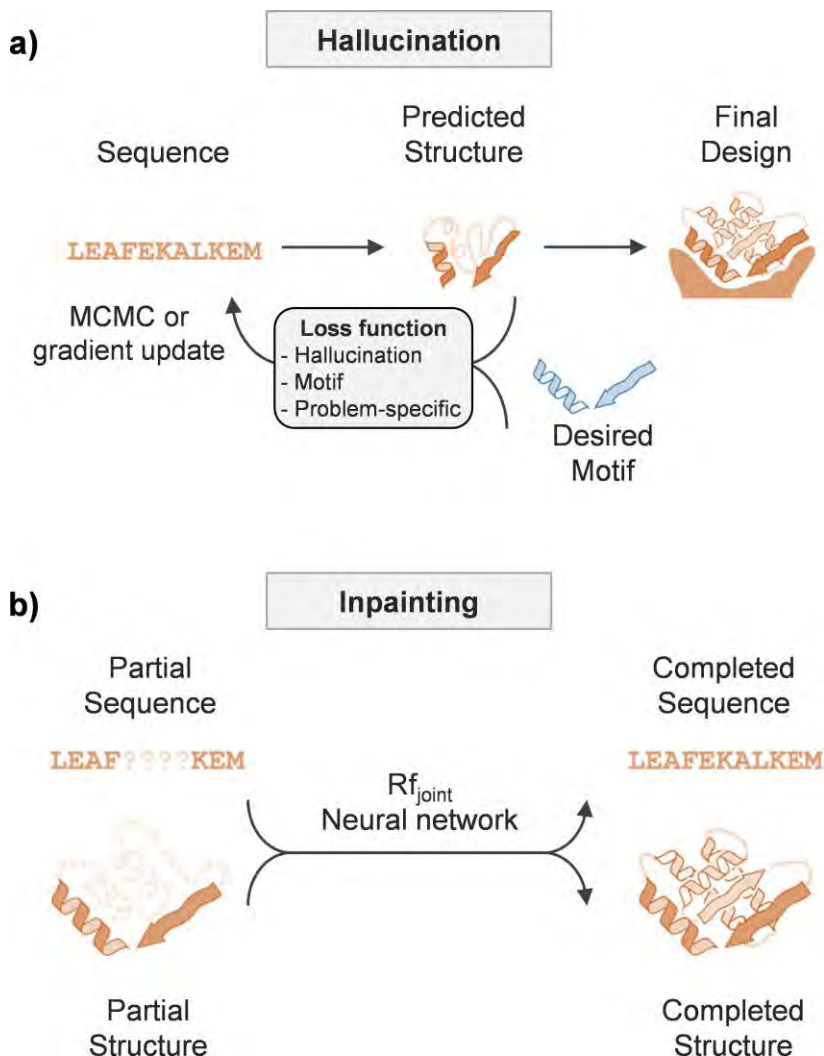 a)
Hallucination
Sequence
Predicted
Structure
Final
Design
LEAFEKALKEM
MCMC or
gradient update
Loss function
- Hallucination
- Motif
- Problem-specific
Desired
Motif
b)
Inpainting
Partial
Sequence
Completed
Sequence
LEAF????KEM
LEAFEKALKEM
Rfjoint
Neural network
Partial
Structure
Completed
Structure